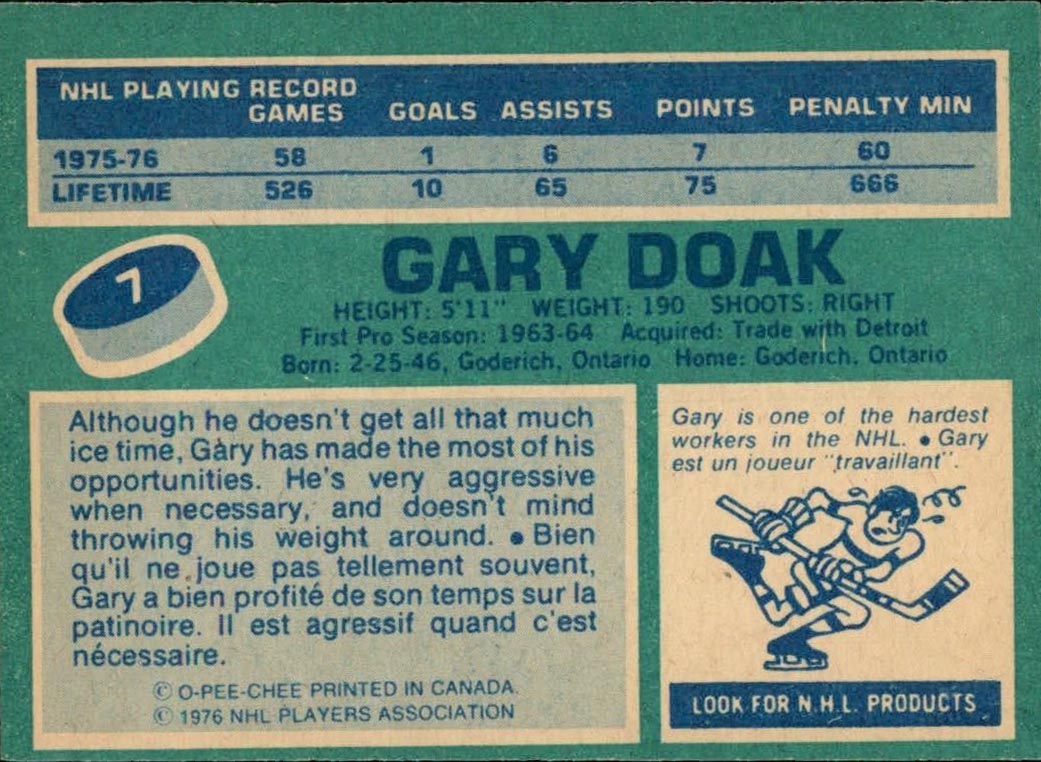 NHL PLAYING RECORD
GAMES GOALS ASSISTS POINTS PENALTY MIN
1975-76 58 1 6 7 60
LIFETIME 526 10 65 75 666
7
GARY DOAK
HEIGHT: 5'11" WEIGHT: 190 SHOOTS: RIGHT
First Pro Season: 1963-64 Acquired: Trade with Detroit
Born: 2-25-46, Goderich, Ontario Home: Goderich, Ontario
Although he doesn't get all that much
ice time, Gary has made the most of his
opportunities. He's very aggressive
when necessary, and doesn't mind
throwing his weight around. • Bien
qu'il ne joue pas tellement souvent,
Gary a bien profité de son temps sur la
patinoire. Il est agressif quand c'est
nécessaire.
© O-PEE-CHEE PRINTED IN CANADA
© 1976 NHL PLAYERS ASSOCIATION
Gary is one of the hardest
workers in the NHL. • Gary
est un joueur "travaillant".
LOOK FOR N.H.L. PRODUCTS